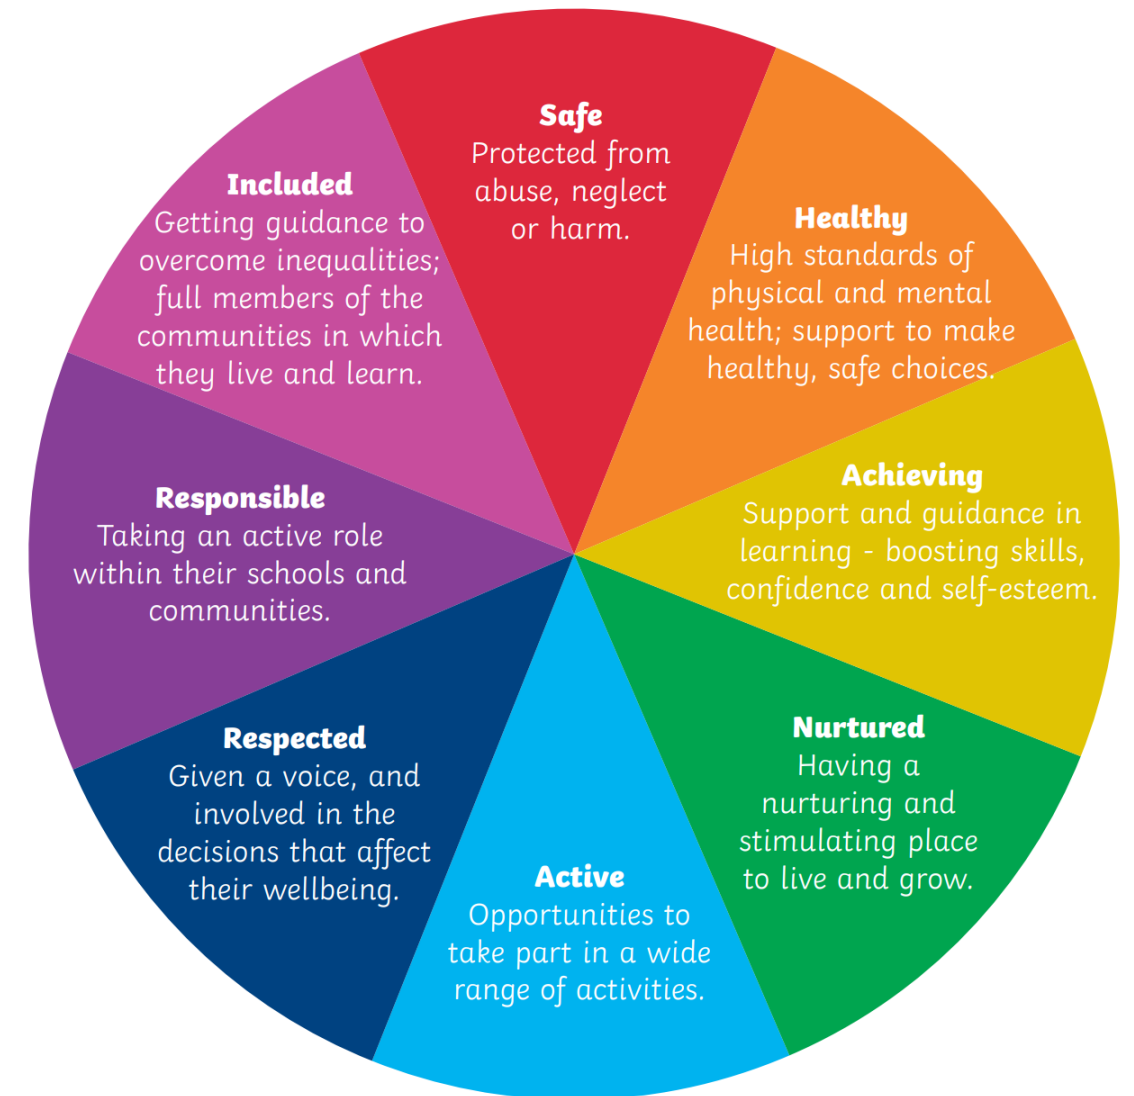 Safe
Protected from
abuse, neglect
or harm.
Healthy
High standards of
physical and mental
health; support to make
healthy, safe choices.
Achieving
Support and guidance in
learning - boosting skills,
confidence and self-esteem.
Nurtured
Having a
nurturing and
stimulating place
to live and grow.
Active
Opportunities to
take part in a wide
range of activities.
Respected
Given a voice, and
involved in the
decisions that affect
their wellbeing.
Responsible
Taking an active role
within their schools and
communities.
Included
Getting guidance to
overcome inequalities;
full members of the
communities in which
they live and learn.